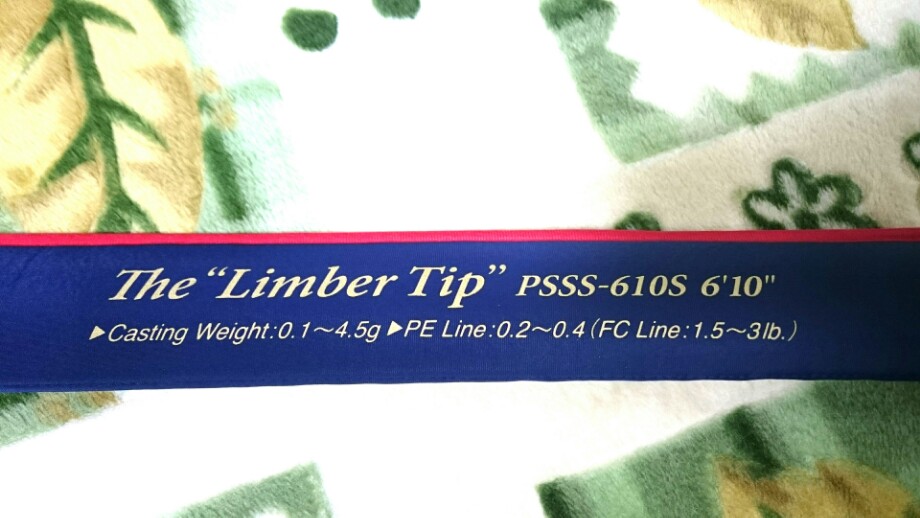 The “Limber Tip” PSSS-610S 6'10"
▶Casting Weight:0.1～4.5g ▶PE Line:0.2～0.4(FC Line:1.5～3lb.)